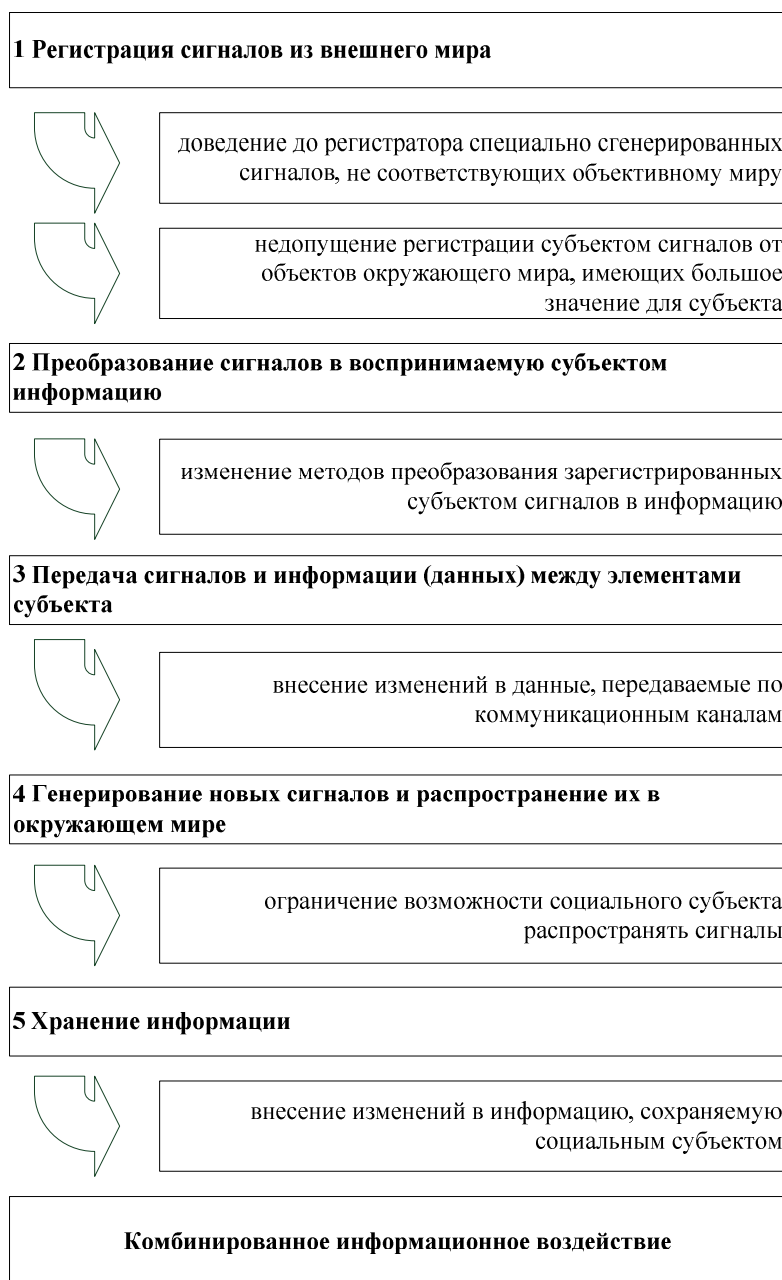 1 Регистрация сигналов из внешнего мира
доведение до регистратора специально сгенерированных
сигналов, не соответствующих объективному миру
недопущение регистрации субъектом сигналов от
объектов окружающего мира, имеющих большое
значение для субъекта
2 Преобразование сигналов в воспринимаемую субъектом
информацию
изменение методов преобразования зарегистрированных
субъектом сигналов в информацию
3 Передача сигналов и информации (данных) между элементами
субъекта
внесение изменений в данные, передаваемые по
коммуникационным каналам
4 Генерирование новых сигналов и распространение их в
окружающем мире
ограничение возможности социального субъекта
распространять сигналы
5 Хранение информации
внесение изменений в информацию, сохраняемую
социальным субъектом
Комбинированное информационное воздействие